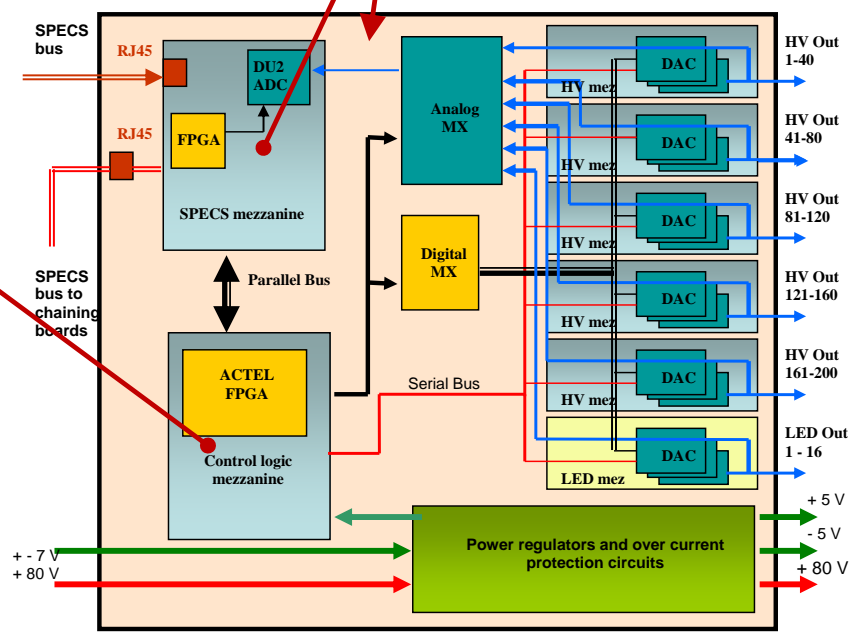 SPECS
bus
RJ45
DU2
ADC
FPGA
SPECS mezzanine
RJ45
SPECS
bus to
chaining
boards
Parallel Bus
ACTEL
FPGA
Control logic
mezzanine
Analog
MX
Digital
MX
Serial Bus
DAC
HV mez
HV Out
1-40
DAC
HV mez
HV Out
41-80
DAC
HV mez
HV Out
81-120
DAC
HV mez
HV Out
121-160
DAC
HV mez
HV Out
161-200
DAC
LED mez
LED Out
1 - 16
Power regulators and over current
protection circuits
+ - 7 V
+ 80 V
+ 5 V
- 5 V
+ 80 V